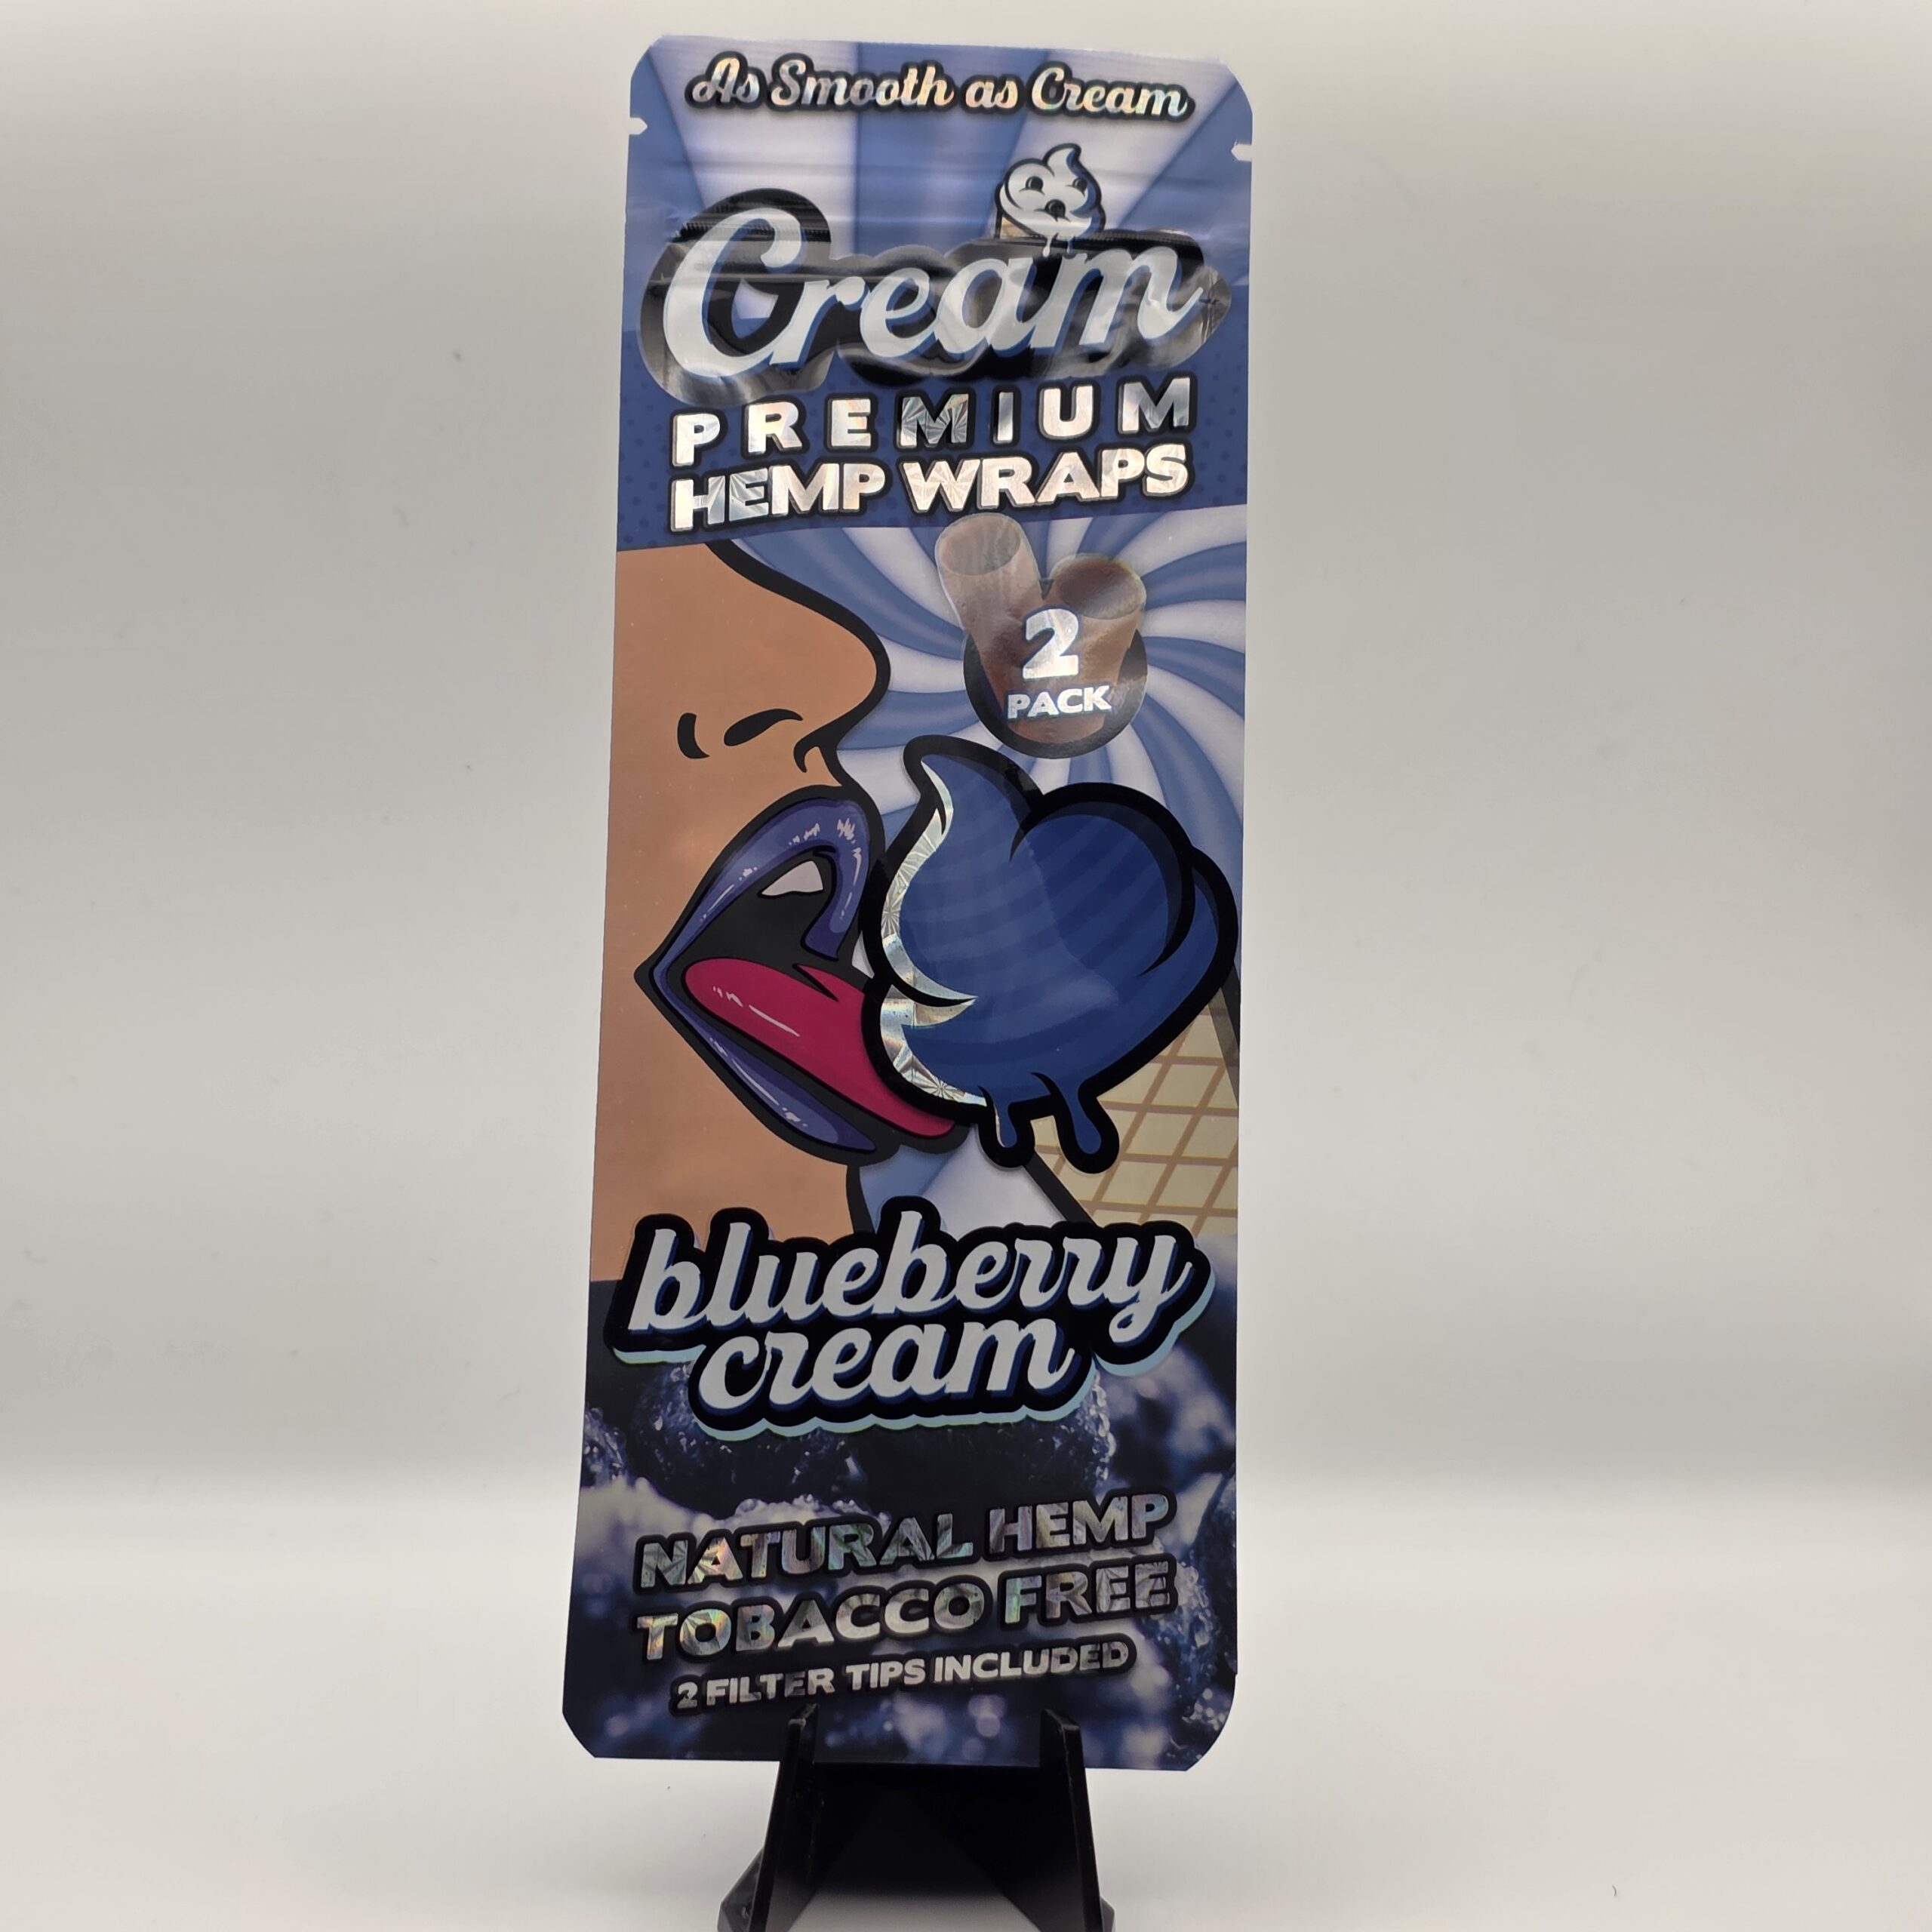 As Smooth as Cream
Cream
PREMIUM
HEMP WRAPS
2
PACK
blueberry
cream
NATURAL HEMP
TOBACCO FREE
2 FILTER TIPS INCLUDED